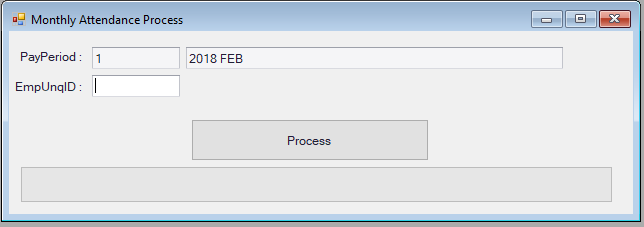 Monthly Attendance Process
PayPeriod : 1 2018 FEB
EmpUnqID :
Process